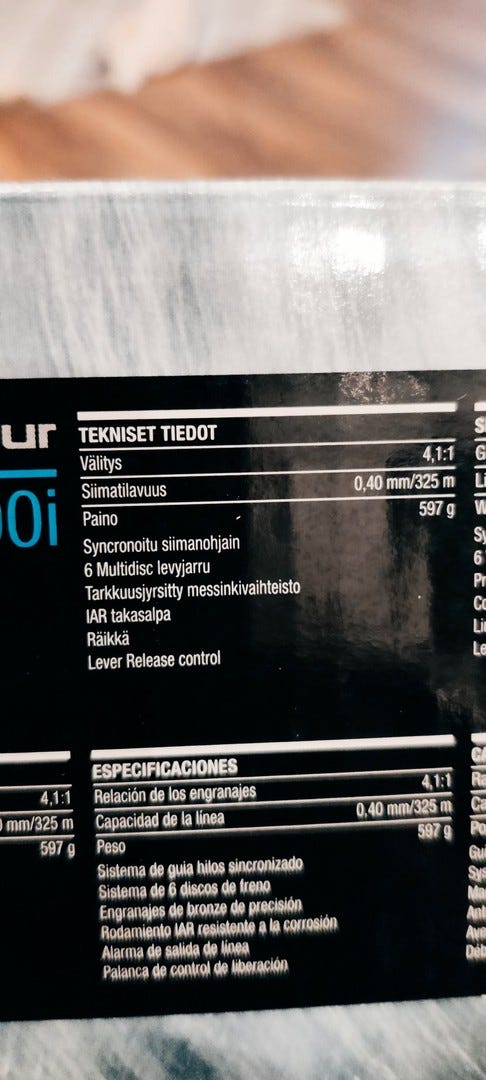 ur
0i
TEKNISET TIEDOT
Välitys 4,1:1
Siimatilavuus 0,40 mm/325 m
Paino 597 g
Syncronoitu siimanohjain
6 Multidisc levyjarru
Tarkkuusjyrsitty messinkivaihteisto
IAR takasalpa
Räikkä
Lever Release control
4,1:1
mm/325 m
597 g
ESPECIFICACIONES
Relación de los engranajes 4,1:1
Capacidad de la línea 0,40 mm/325 m
Peso 597 g
Sistema de guia hilos sincronizado
Sistema de 6 discos de freno
Engranajes de bronze de precisión
Rodamiento IAR resistente a la corrosión
Alarma de salida de línea
Palanca de control de liberación